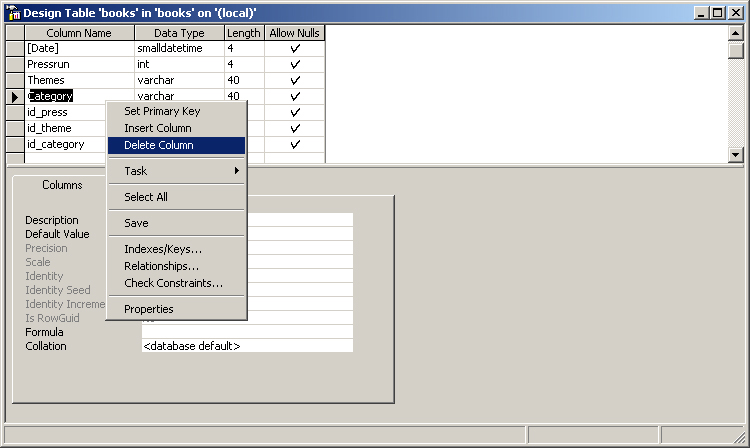 Design Table 'books' in 'books' on '(local)'
Column Name Data Type Length Allow Nulls
[Date] smalldatetime 4
Pressrun int 4
Themes varchar 40
Category varchar 40
id_press
id_theme
id_category
Set Primary Key
Insert Column
Delete Column
Task
Select All
Save
Indexes/Keys...
Relationships...
Check Constraints...
Properties
Columns
Description
Default Value
Precision
Scale
Identity
Identity Seed
Identity Increme
Is RowGuid
Formula
Collation <database default>